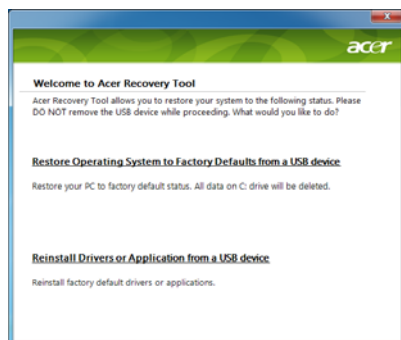 acer
Welcome to Acer Recovery Tool
Acer Recovery Tool allows you to restore your system to the following status. Please
DO NOT remove the USB device while proceeding. What would you like to do?
Restore Operating System to Factory Defaults from a USB device
Restore your PC to factory default status. All data on C: drive will be deleted.
Reinstall Drivers or Application from a USB device
Reinstall factory default drivers or applications.